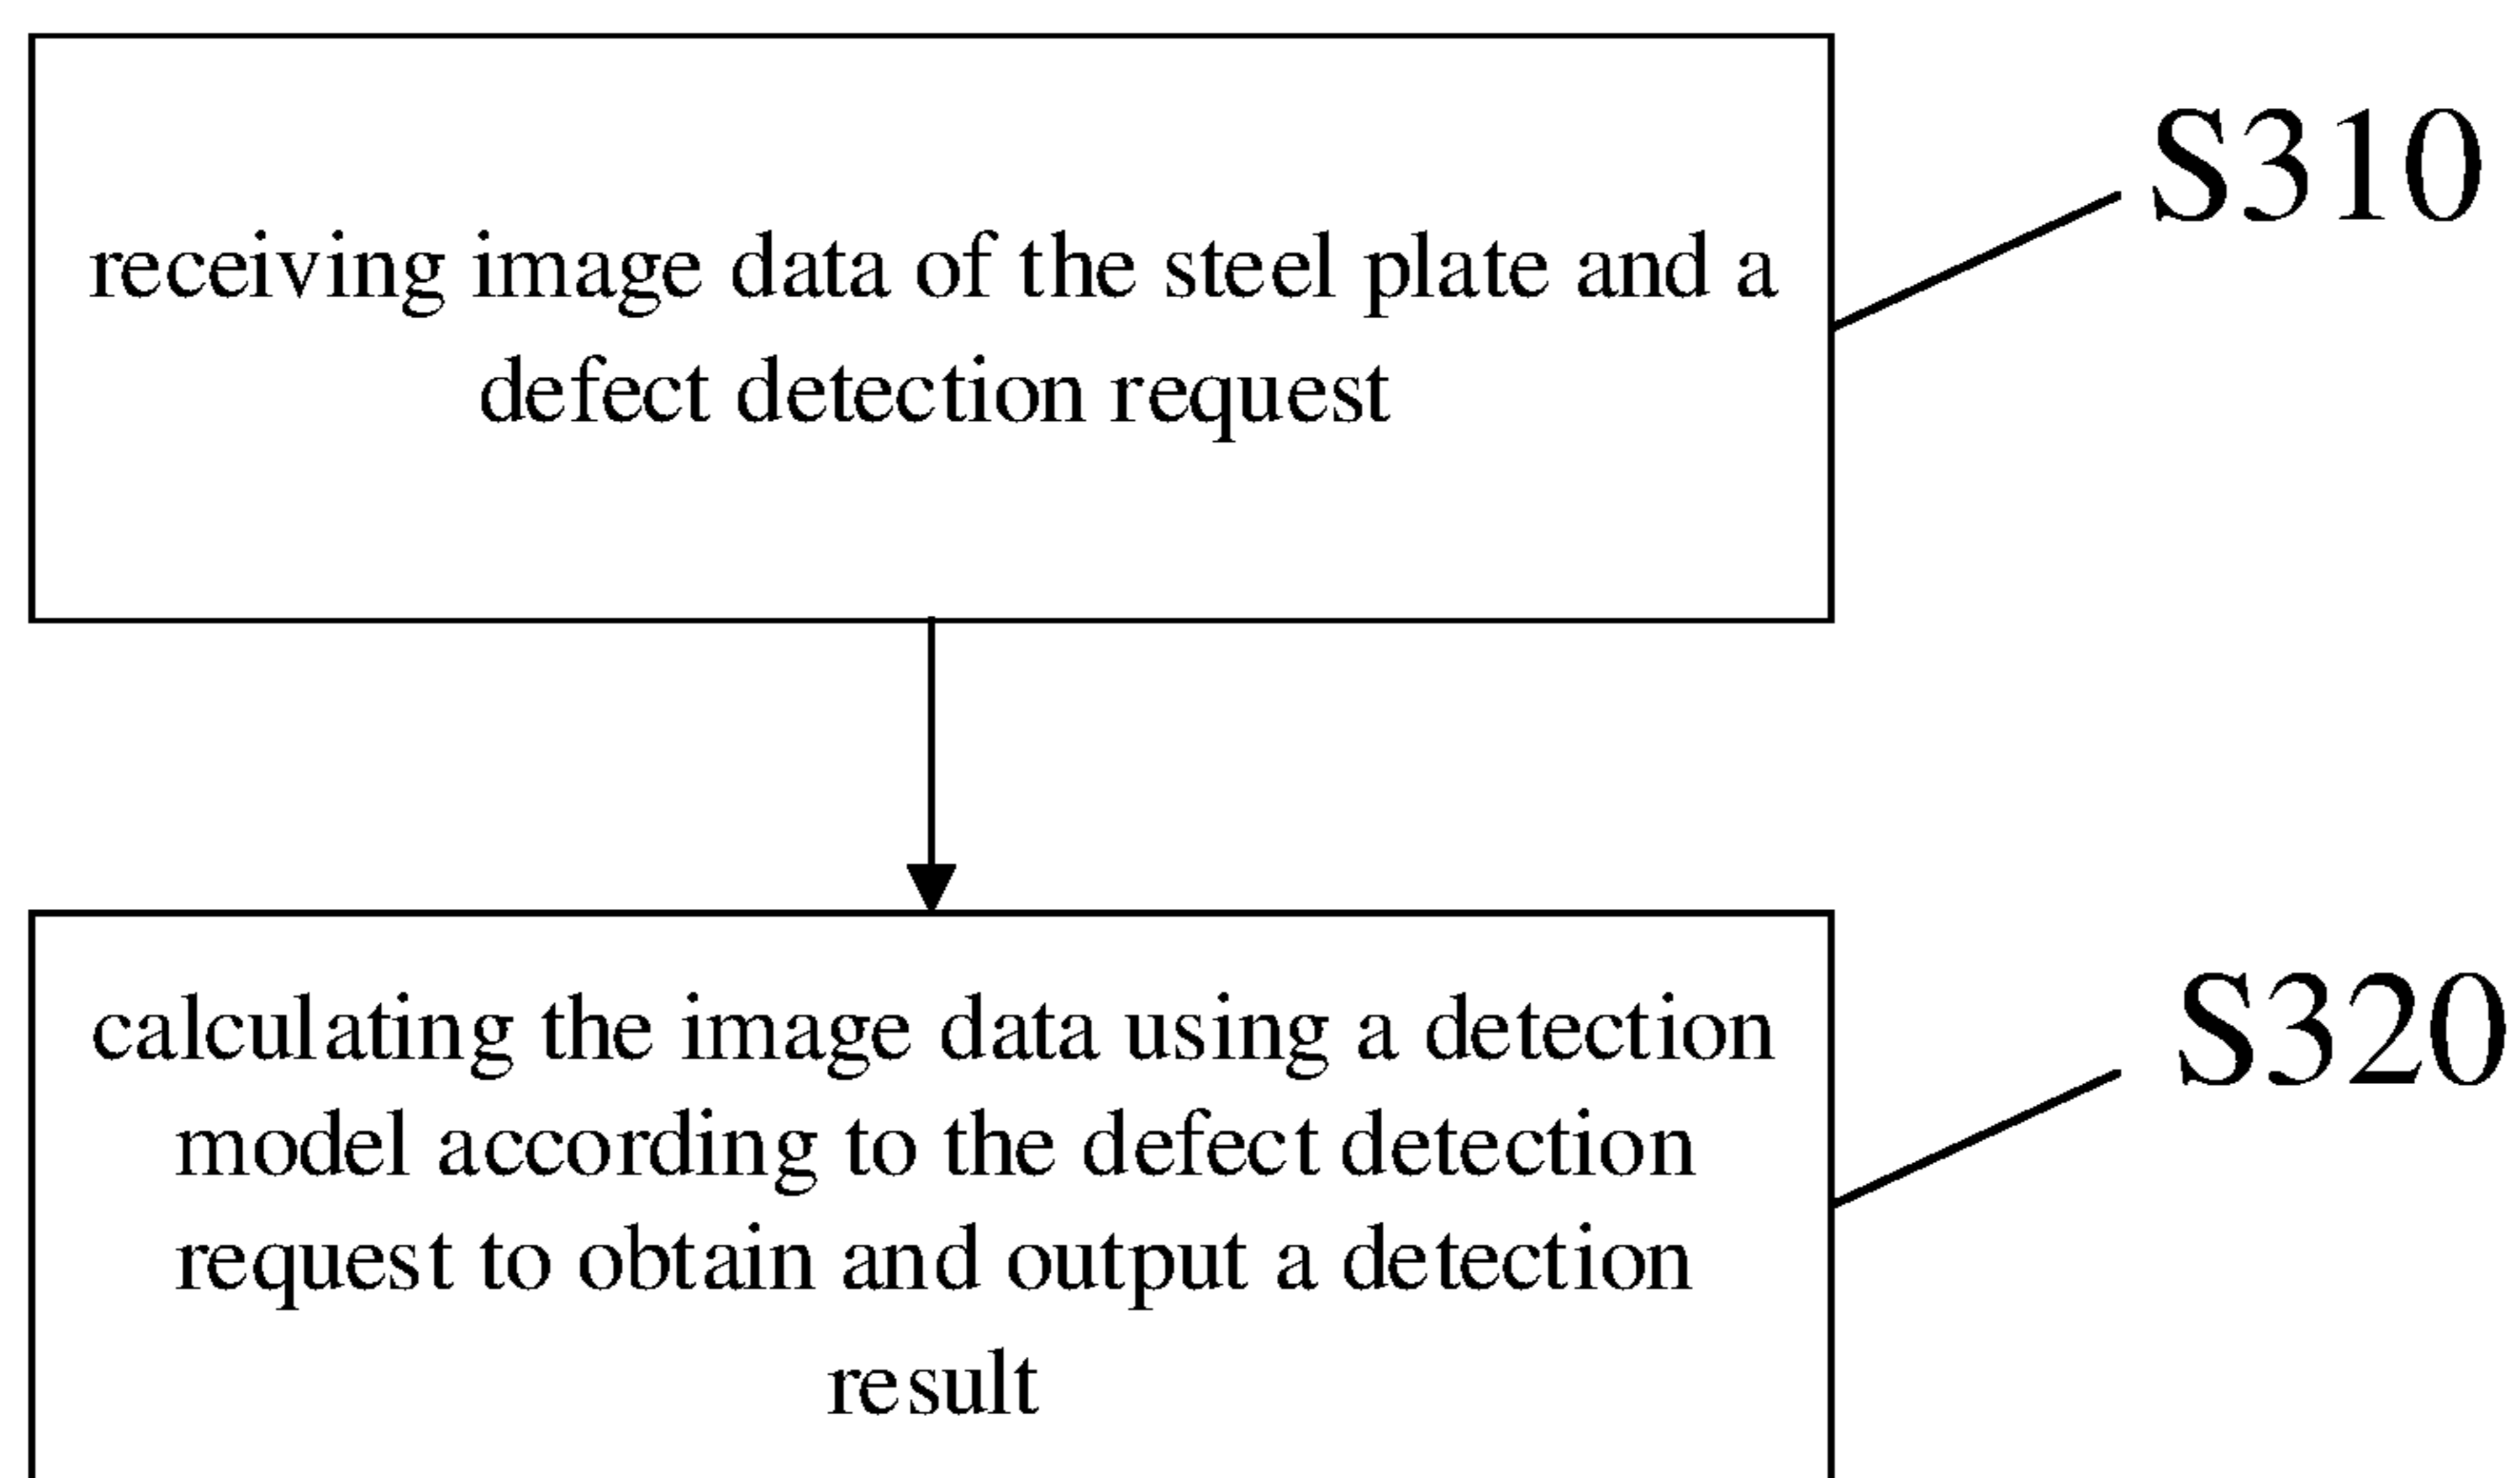 receiving image data of the steel plate and a
defect detection request
S310
calculating the image data using a detection
model according to the defect detection
request to obtain and output a detection
result
S320